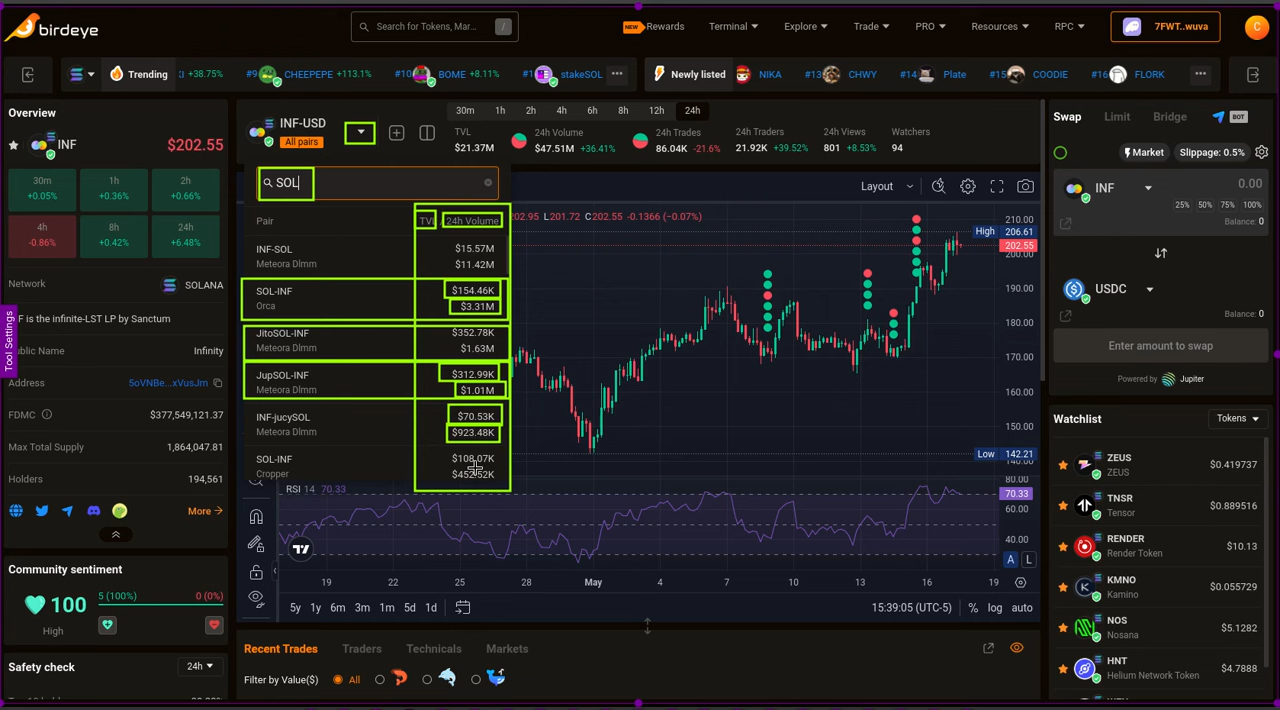 birdeye
Search for Tokens, Mar... /
NEW Rewards
Terminal
Explore
Trade
PRO
Resources
RPC
7FWT..wuva
C
Trending
+38.75%
#9 CHEEPEPE +113.1%
#10 BOME +8.11%
stakeSOL
Newly listed
NIKA
#13 CHWY
#14 Plate
#15 COODIE
#16 FLORK
Overview
INF $202.55
30m 1h 2h
+0.05% +0.36% +0.66%
4h 8h 24h
-0.86% +0.42% +6.48%
Network SOLANA
F is the infinite-LST LP by Sanctum
Public Name Infinity
Address 5oVNBe...xVusJm
FDMC $377,549,121.37
Max Total Supply 1,864,047.81
Holders 194,561
More
Tool Settings
Community sentiment
100 5 (100%) 0 (0%)
High
Safety check 24h
INF-USD
All pairs
30m 1h 2h 4h 6h 8h 12h 24h
TVL 24h Volume 24h Trades 24h Traders 24h Views Watchers
$21.37M $47.51M +36.41% 86.04K -21.6% 21.92K +39.52% 801 +8.53% 94
SOL
Pair 24h Volume
INF-SOL $15.57M
Meteora Dlmm $11.42M
SOL-INF $154.46K
Orca $3.31M
JitoSOL-INF $352.78K
Meteora Dlmm $1.63M
JupSOL-INF $312.99K
Meteora Dlmm $1.01M
INF-jucySOL $70.53K
Meteora Dlmm $923.48K
SOL-INF $108.07K
Cropper
Layout
202.95 L201.72 C202.55 -0.1366 (-0.07%)
210.00
High 206.61
202.55
200.00
190.00
180.00
170.00
160.00
150.00
Low 142.21
140.00
RSI 14 70.33
80.00
70.33
60.00
40.00
A L
19 22 25 28 May 4 7 10 13 16 19
5y 1y 6m 3m 1m 5d 1d
15:39:05 (UTC-5) % log auto
Recent Trades Traders Technicals Markets
Filter by Value($) All
Swap Limit Bridge BOT
Market Slippage: 0.5%
INF 0.00
25% 50% 75% 100%
Balance: 0
USDC
Balance: 0
Enter amount to swap
Powered by Jupiter
Watchlist Tokens
ZEUS $0.419737
ZEUS
TNSR $0.889516
Tensor
RENDER $10.13
Render Token
KMNO $0.055729
Kamino
NOS $5.1282
Nosana
HNT $4.7888
Helium Network Token